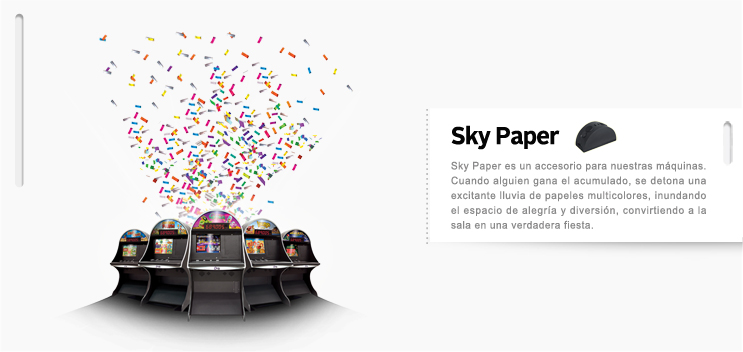 Sky Paper
Sky Paper es un accesorio para nuestras máquinas.
Cuando alguien gana el acumulado, se detona una
excitante lluvia de papeles multicolores, inundando
el espacio de alegría y diversión, convirtiendo a la
sala en una verdadera fiesta.